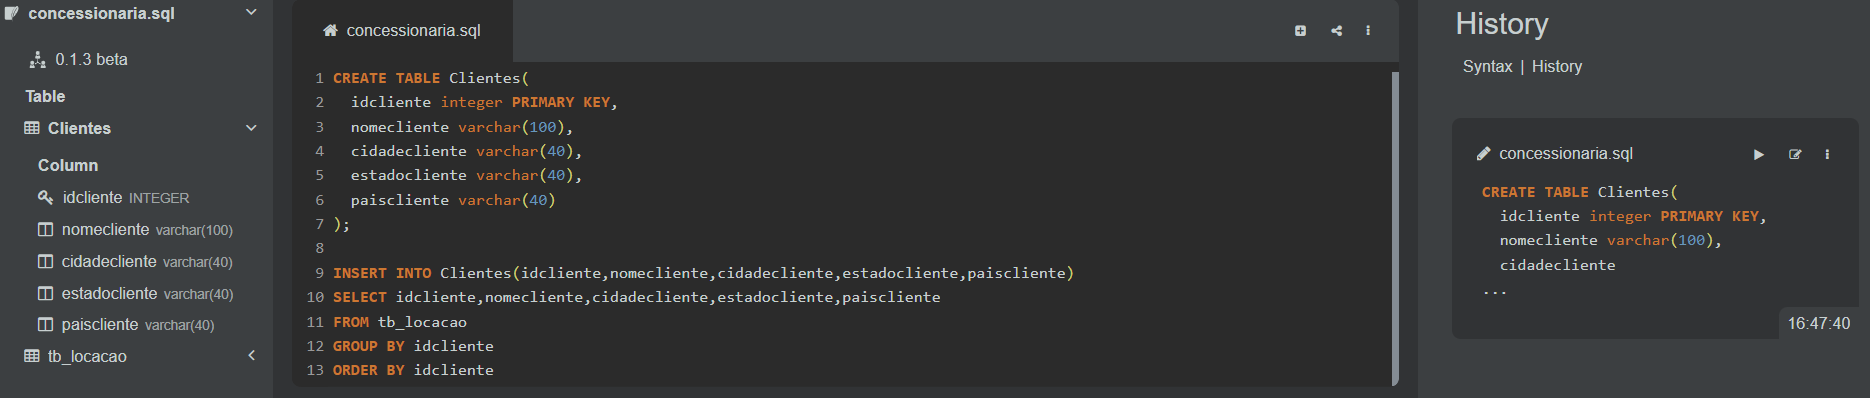 concessionaria.sql
0.1.3 beta
Table
Clientes
Column
idcliente INTEGER
nomecliente varchar(100)
cidadecliente varchar(40)
estadocliente varchar(40)
paiscliente varchar(40)
tb_locacao
concessionaria.sql
1 CREATE TABLE Clientes(
2   idcliente integer PRIMARY KEY,
3   nomecliente varchar(100),
4   cidadecliente varchar(40),
5   estadocliente varchar(40),
6   paiscliente varchar(40)
7 );
8
9 INSERT INTO Clientes(idcliente,nomecliente,cidadecliente,estadocliente,paiscliente)
10 SELECT idcliente,nomecliente,cidadecliente,estadocliente,paiscliente
11 FROM tb_locacao
12 GROUP BY idcliente
13 ORDER BY idcliente
History
Syntax | History
concessionaria.sql
CREATE TABLE Clientes(
  idcliente integer PRIMARY KEY,
  nomecliente varchar(100),
  cidadecliente
...
16:47:40